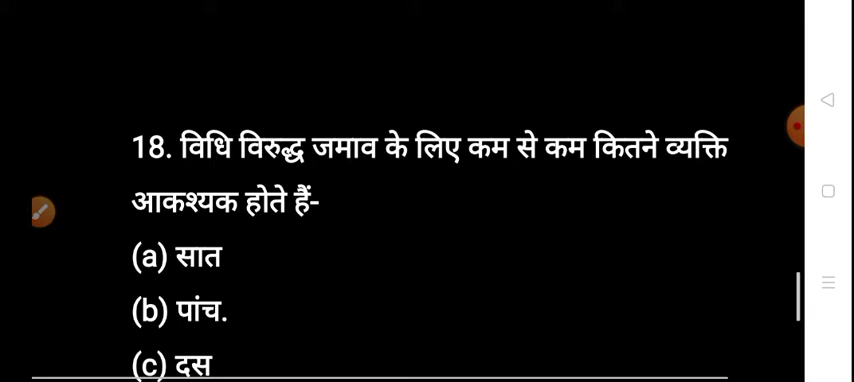 18. विधि विरुद्ध जमाव के लिए कम से कम कितने व्यक्ति
आकश्यक होते हैं-
(a) सात
(b) पांच.
(c) दस